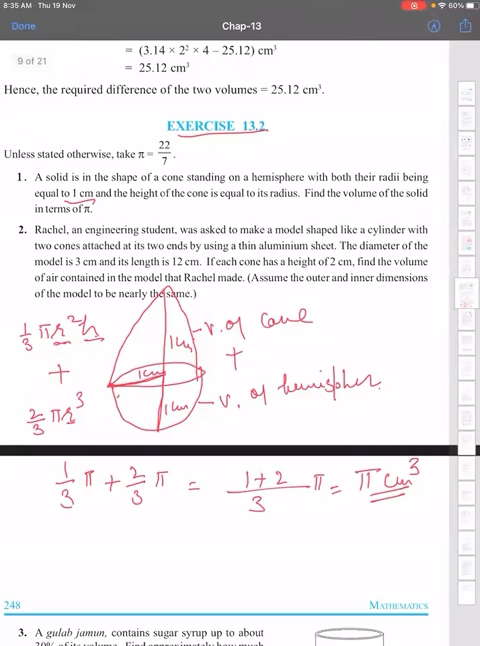 8:35 AM Thu 19 Nov
60%
Done
Chap-13
9 of 21
= (3.14 × 2² × 4 – 25.12) cm³
= 25.12 cm³
Hence, the required difference of the two volumes = 25.12 cm³.
EXERCISE 13.2
Unless stated otherwise, take π = 22/7.
1. A solid is in the shape of a cone standing on a hemisphere with both their radii being
equal to 1 cm and the height of the cone is equal to its radius. Find the volume of the solid
in terms of π.
2. Rachel, an engineering student, was asked to make a model shaped like a cylinder with
two cones attached at its two ends by using a thin aluminium sheet. The diameter of the
model is 3 cm and its length is 12 cm. If each cone has a height of 2 cm, find the volume
of air contained in the model that Rachel made. (Assume the outer and inner dimensions
of the model to be nearly the same.)
1/3 πr²h
1cm
v. of cone
+
+
1cm
2/3 πr³
1cm
v. of hemispher
1/3 π + 2/3 π = 1+2/3 π = π cm³
248
MATHEMATICS
3. A gulab jamun, contains sugar syrup up to about
30% of its volume. Find approximately how much